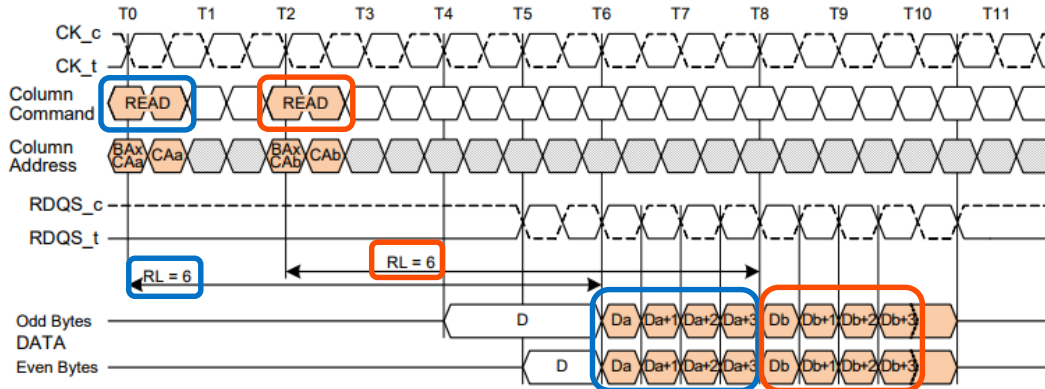 T0 T1 T2 T3 T4 T5 T6 T7 T8 T9 T10 T11
CK_c
CK_t
Column
Command
READ READ
Column
Address
BAx
CAa
CAa
BAx
CAb
CAb
RDQS_c
RDQS_t
RL = 6
RL = 6
Odd Bytes
D Da Da+1 Da+2 Da+3 Db Db+1 Db+2 Db+3
DATA
Even Bytes
D Da Da+1 Da+2 Da+3 Db Db+1 Db+2 Db+3